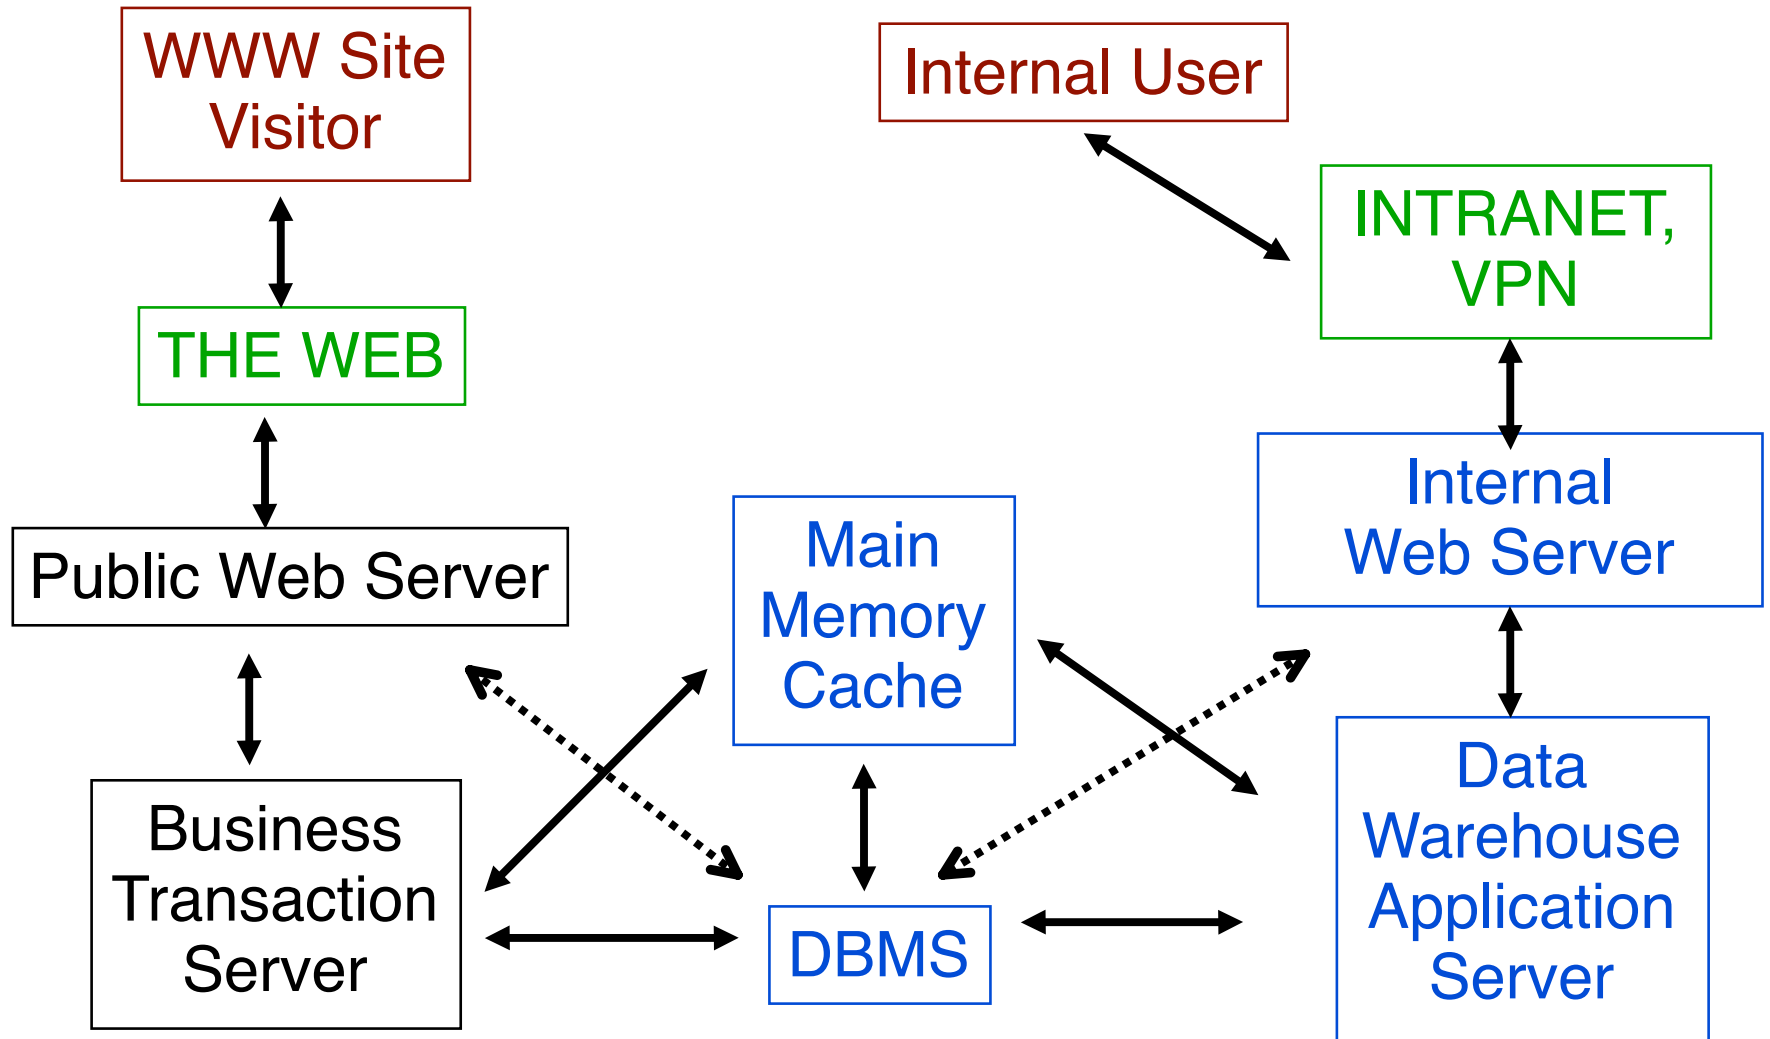 WWW Site
Visitor
Internal User
INTRANET,
VPN
THE WEB
Internal
Web Server
Public Web Server
Main
Memory
Cache
Data
Warehouse
Application
Server
Business
Transaction
Server
DBMS